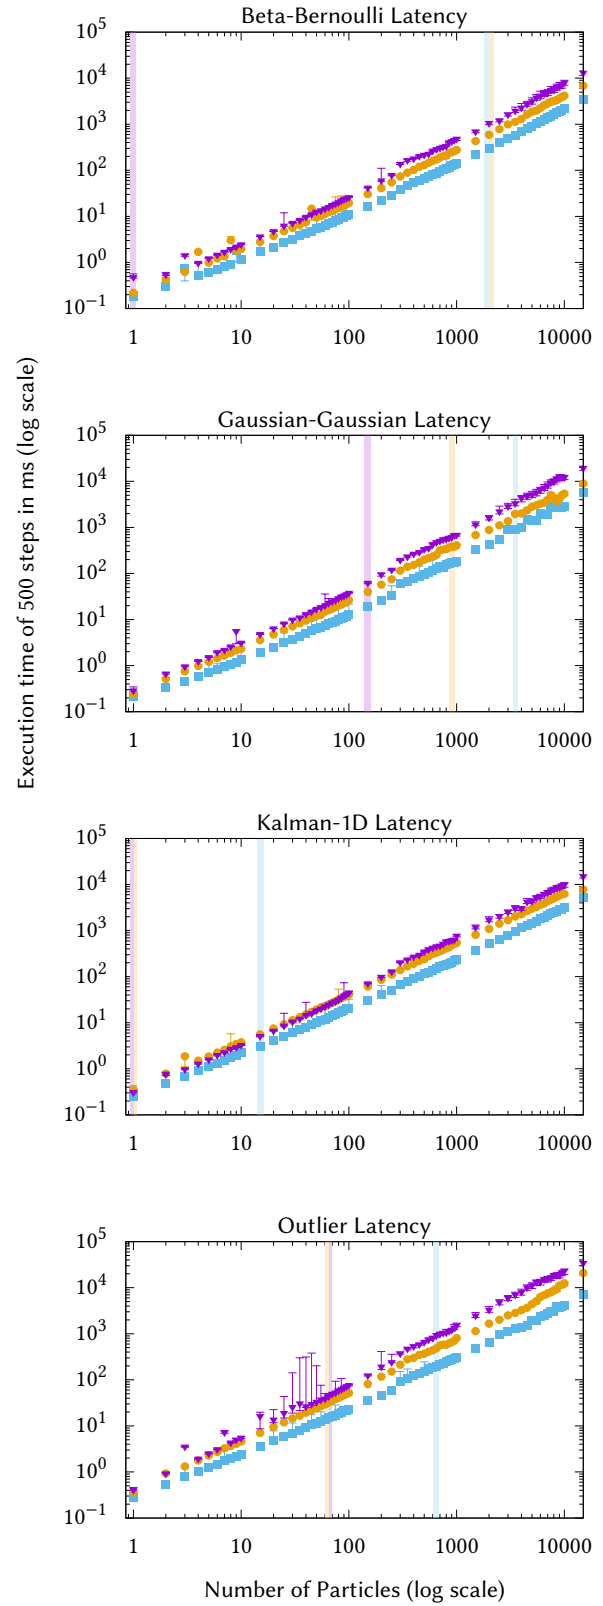 Beta-Bernoulli Latency
10^5
10^4
10^3
10^2
10^1
10^0
10^-1
1 10 100 1000 10000
Execution time of 500 steps in ms (log scale)
Gaussian-Gaussian Latency
10^5
10^4
10^3
10^2
10^1
10^0
10^-1
1 10 100 1000 10000
Kalman-1D Latency
10^5
10^4
10^3
10^2
10^1
10^0
10^-1
1 10 100 1000 10000
Outlier Latency
10^5
10^4
10^3
10^2
10^1
10^0
10^-1
1 10 100 1000 10000
Number of Particles (log scale)